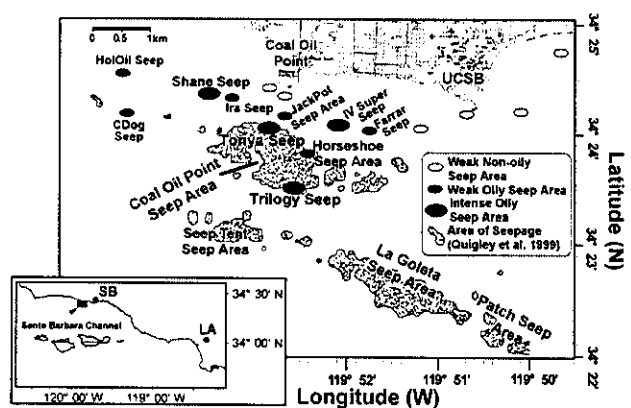 0 0.5 1km
HolOil Seep
Coal Oil
Point
34° 25'
UCSB
Shane Seep
Ira Seep
JackPot
Seep Area
IV Super
Seep
Farrar
Seep
CDog
Seep
Tonya Seep
Horseshoe
Seep Area
34° 24'
Coal Oil Point
Seep Area
Trilogy Seep
Weak Non-oily
Seep Area
Weak Oily Seep Area
Intense Oily
Seep Area
Area of Seepage
(Quigley et al. 1999)
Latitude (N)
Seep Tent
Seep Area
La Goleta
Seep Area
34° 23'
Patch Seep
Area
SB
34° 30' N
Santa Barbara
Channel
LA
34° 00' N
120° 00' W 119° 00' W
34° 22'
119° 52' 119° 51' 119° 50'
Longitude (W)